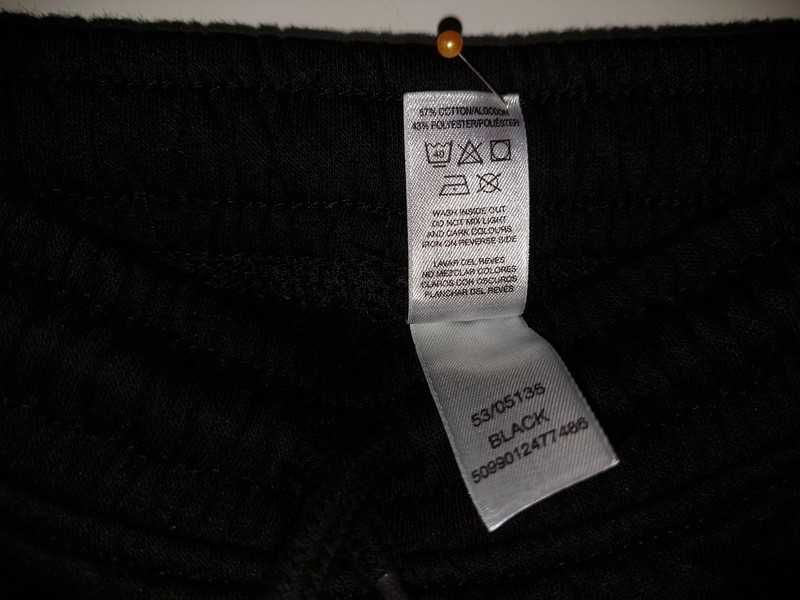 57% COTTON/ALGODÓN
43% POLYESTER/POLIÉSTER
40
WASH INSIDE OUT
DO NOT MIX LIGHT
AND DARK COLOURS
IRON ON REVERSE SIDE
LAVAR DEL REVÉS
NO MEZCLAR COLORES
CLAROS CON OSCUROS
PLANCHAR DEL REVÉS
53/05135
BLACK
5099012477486